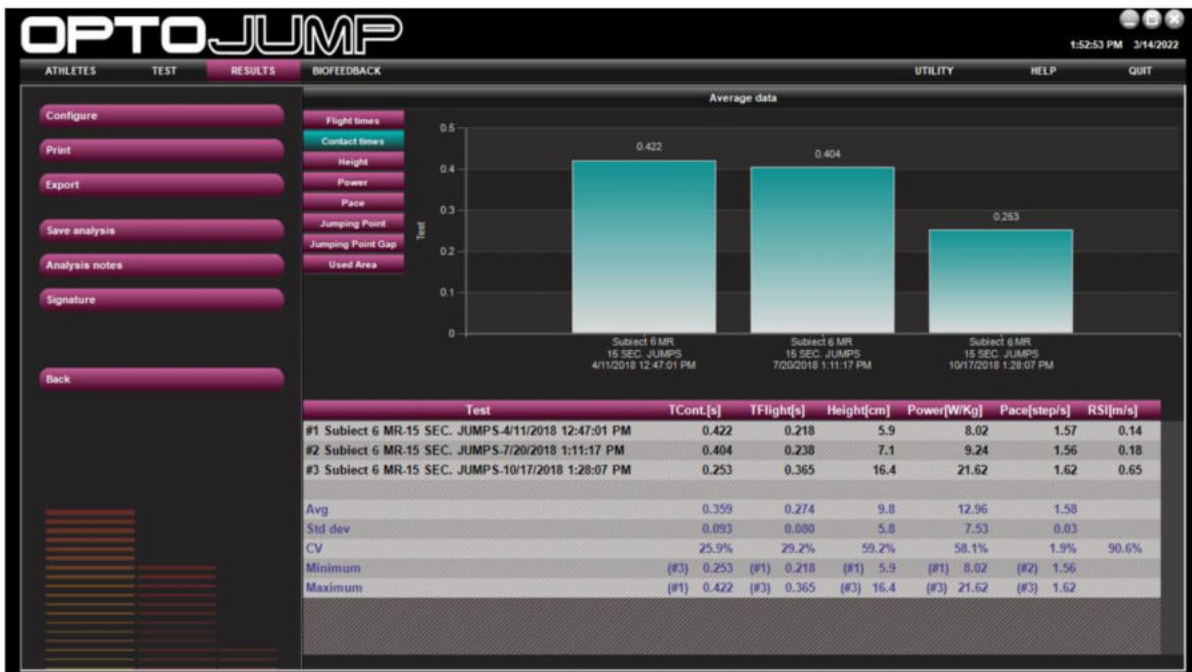 OPTOJUMP
1:52:53 PM 3/14/2022
ATHLETES TEST RESULTS BIOFEEDBACK UTILITY HELP QUIT
Configure
Print
Export
Save analysis
Analysis notes
Signature
Back
Average data
Flight times
Contact times
Height
Power
Pace
Jumping Point
Jumping Point Gap
Used Area
Test
0.5
0.4
0.3
0.2
0.1
0
0.422
0.404
0.253
Subiect 6 MR
15 SEC. JUMPS
4/11/2018 12:47:01 PM
Subiect 6 MR
15 SEC. JUMPS
7/20/2018 1:11:17 PM
Subiect 6 MR
15 SEC. JUMPS
10/17/2018 1:28:07 PM
Test TCont.[s] TFlight[s] Height[cm] Power[W/Kg] Pace[step/s] RSI[m/s]
#1 Subiect 6 MR-15 SEC. JUMPS-4/11/2018 12:47:01 PM 0.422 0.218 5.9 8.02 1.57 0.14
#2 Subiect 6 MR-15 SEC. JUMPS-7/20/2018 1:11:17 PM 0.404 0.238 7.1 9.24 1.56 0.18
#3 Subiect 6 MR-15 SEC. JUMPS-10/17/2018 1:28:07 PM 0.253 0.365 16.4 21.62 1.62 0.65
Avg 0.359 0.274 9.8 12.96 1.58
Std dev 0.093 0.080 5.8 7.53 0.03
CV 25.9% 29.2% 59.2% 58.1% 1.9% 90.6%
Minimum (#3) 0.253 (#1) 0.218 (#1) 5.9 (#1) 8.02 (#2) 1.56
Maximum (#1) 0.422 (#3) 0.365 (#3) 16.4 (#3) 21.62 (#3) 1.62